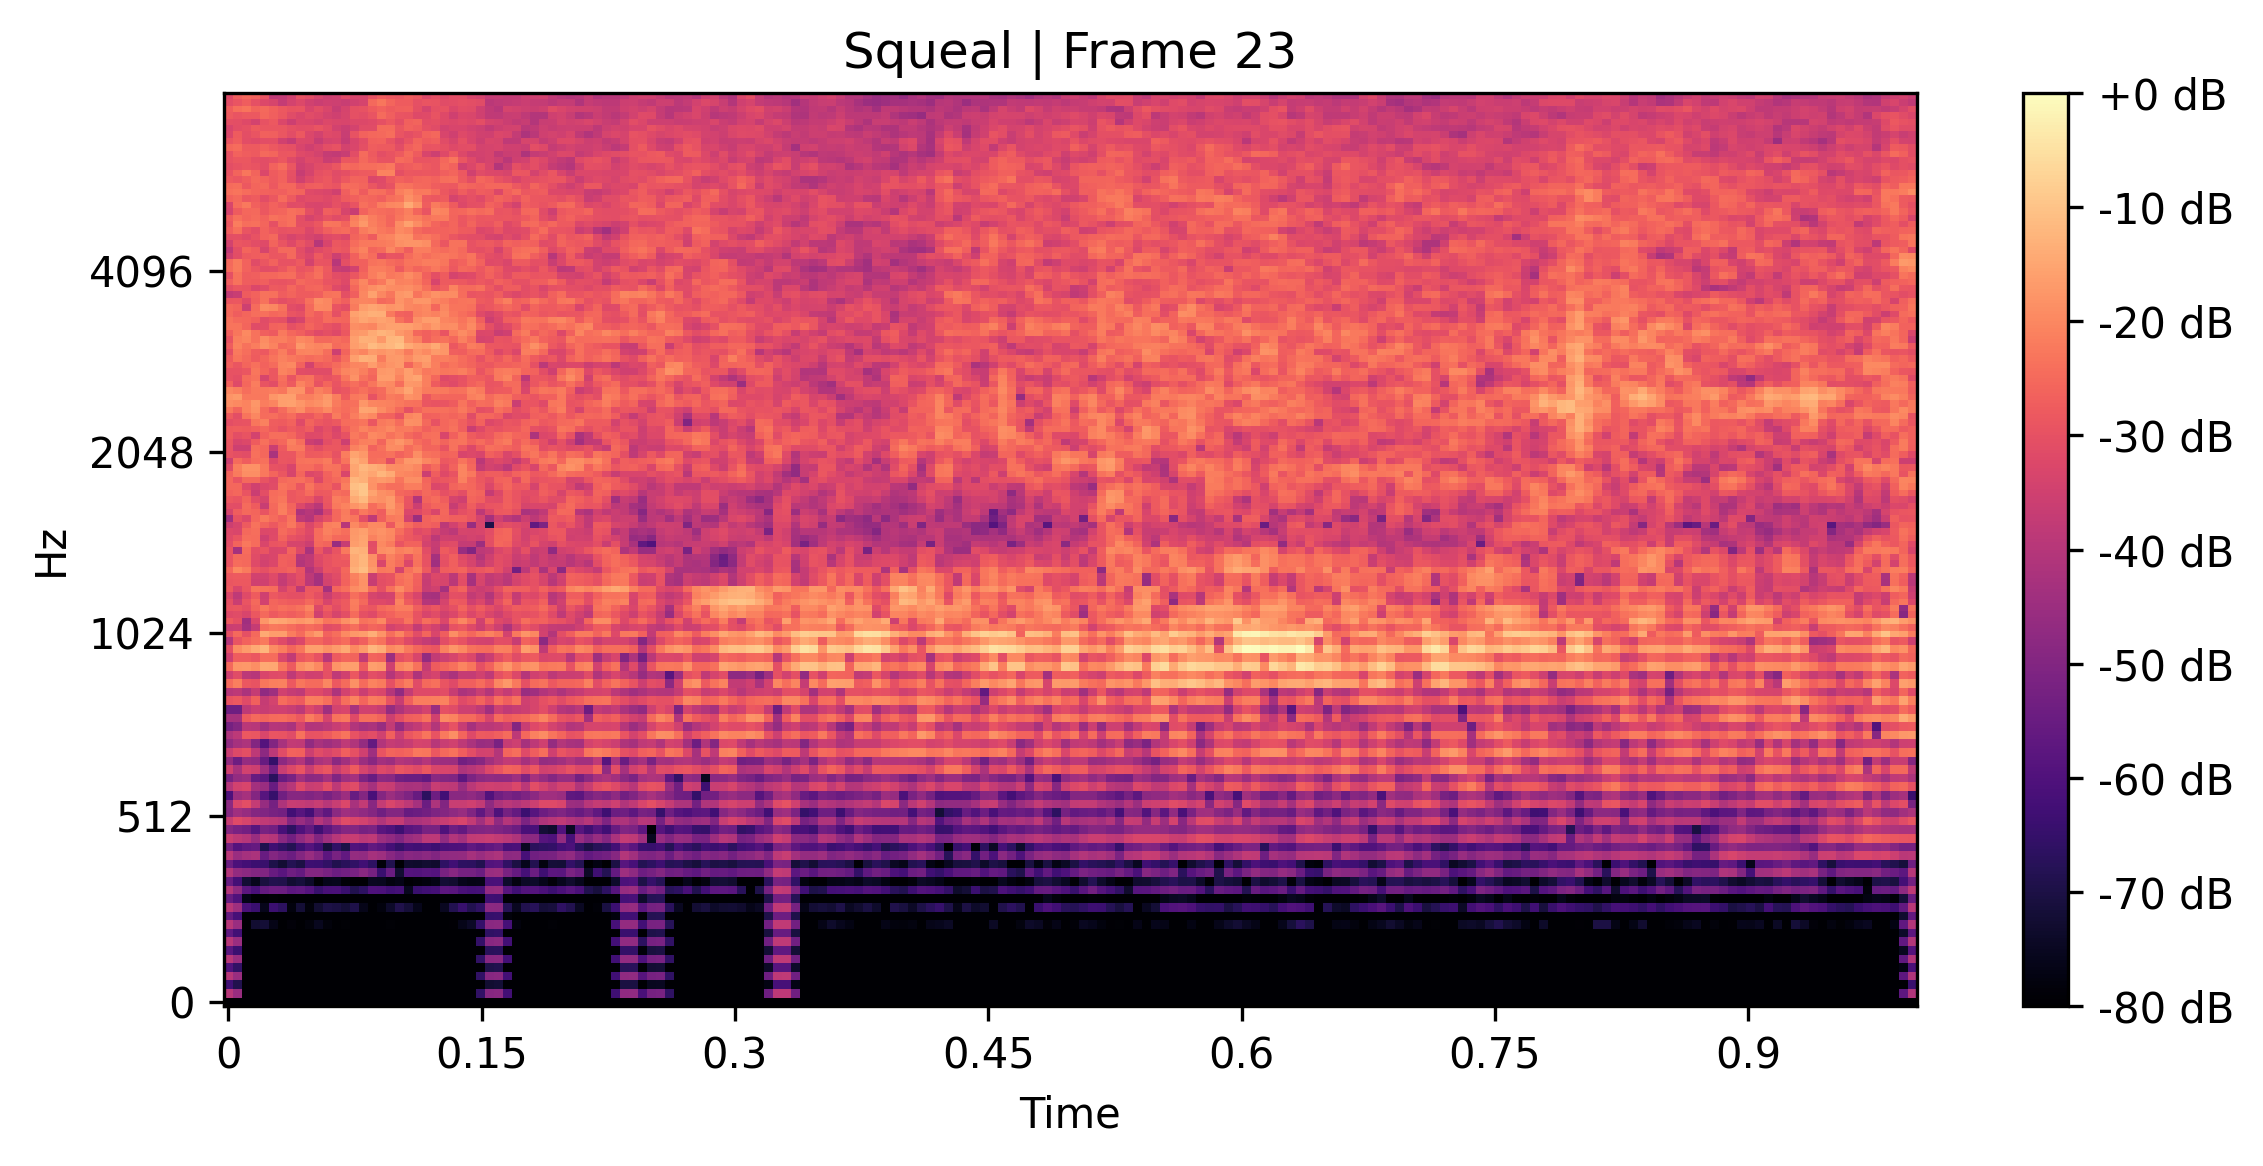 Squeal | Frame 23
+0 dB
-10 dB
-20 dB
-30 dB
-40 dB
-50 dB
-60 dB
-70 dB
-80 dB
4096
2048
1024
512
0
Hz
0 0.15 0.3 0.45 0.6 0.75 0.9
Time